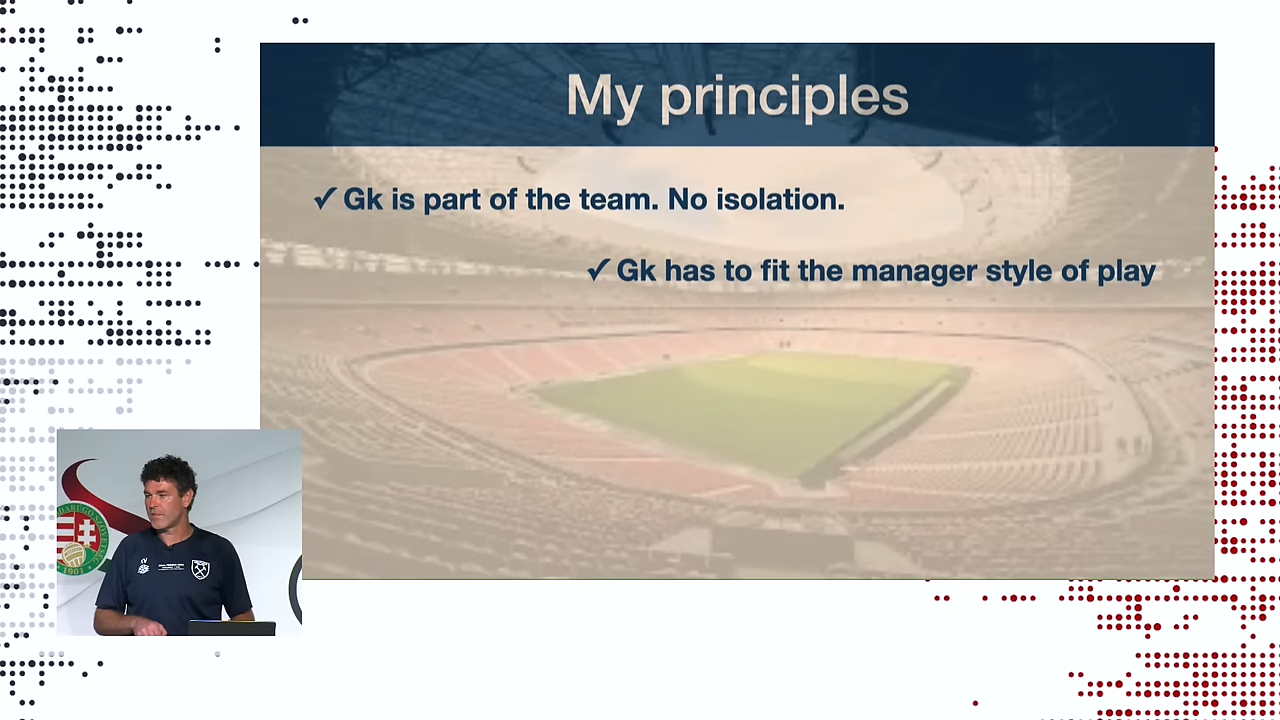 My principles
✓ Gk is part of the team. No isolation.
✓ Gk has to fit the manager style of play
1901